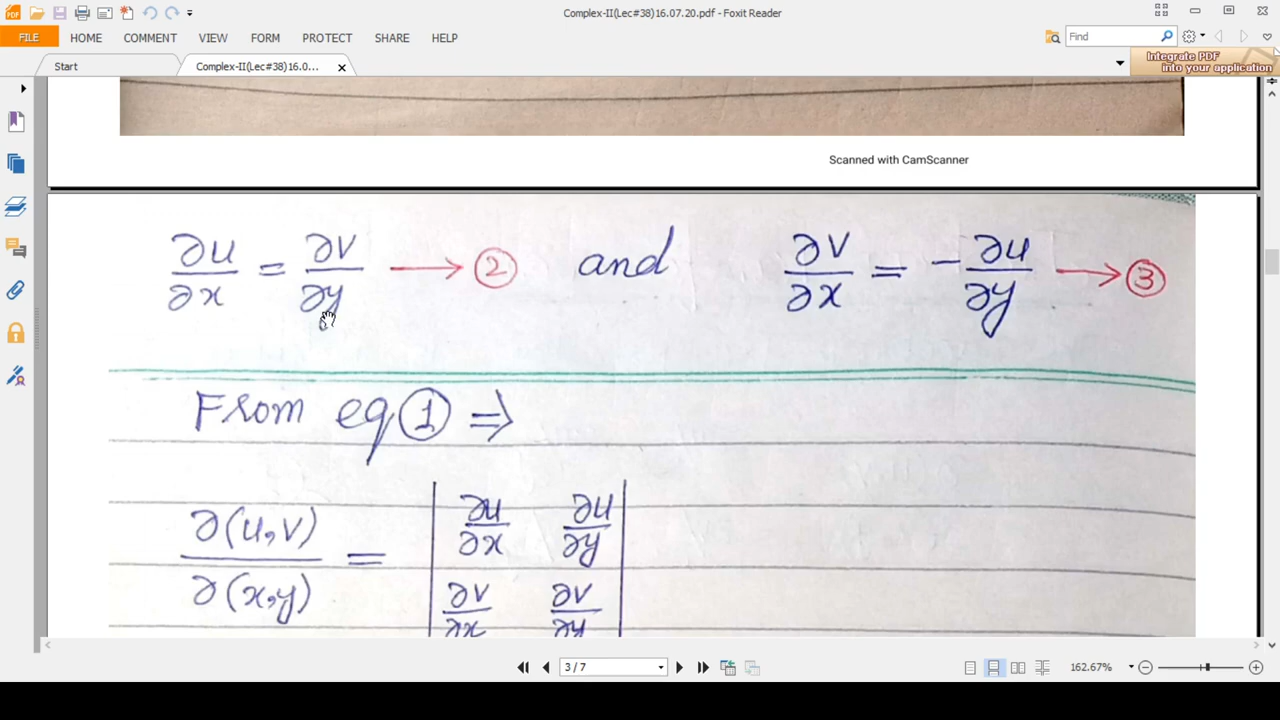 Complex-II(Lec#38)16.07.20.pdf - Foxit Reader
FILE HOME COMMENT VIEW FORM PROTECT SHARE HELP
Find
Start Complex-II(Lec#38)16.0...
Integrate PDF
into your application
Scanned with CamScanner
∂u/∂x = ∂v/∂y → ② and ∂v/∂x = -∂u/∂y → ③
From eq ① ⇒
∂(u,v)/∂(x,y) = | ∂u/∂x ∂u/∂y
∂v/∂x ∂v/∂y |
3 / 7
162.67%